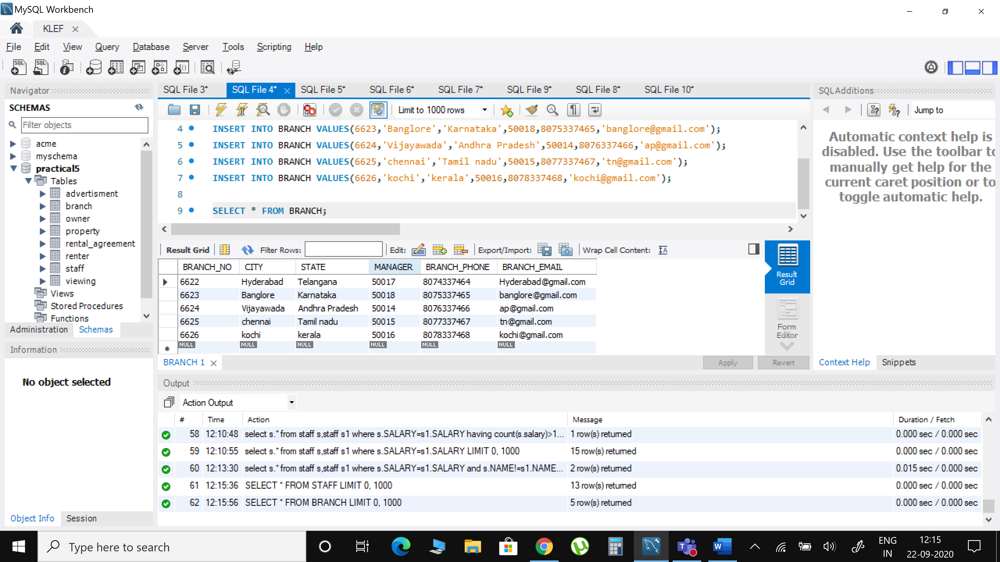 MySQL Workbench
KLEF
File Edit View Query Database Server Tools Scripting Help
Navigator
SCHEMAS
Filter objects
acme
myschema
practical5
Tables
advertisment
branch
owner
property
rental_agreement
renter
staff
viewing
Views
Stored Procedures
Functions
Administration Schemas
Information
No object selected
Object Info Session
SQL File 3* SQL File 4* SQL File 5* SQL File 6* SQL File 7* SQL File 9* SQL File 8* SQL File 10*
Limit to 1000 rows
4 INSERT INTO BRANCH VALUES(6623,'Banglore','Karnataka',50018,8075337465,'banglore@gmail.com');
5 INSERT INTO BRANCH VALUES(6624,'Vijayawada','Andhra Pradesh',50014,8076337466,'ap@gmail.com');
6 INSERT INTO BRANCH VALUES(6625,'chennai','Tamil nadu',50015,8077337467,'tn@gmail.com');
7 INSERT INTO BRANCH VALUES(6626,'kochi','kerala',50016,8078337468,'kochi@gmail.com');
8
9 SELECT * FROM BRANCH;
Result Grid Filter Rows: Edit: Export/Import: Wrap Cell Content:
BRANCH_NO CITY STATE MANAGER BRANCH_PHONE BRANCH_EMAIL
6622 Hyderabad Telangana 50017 8074337464 Hyderabad@gmail.com
6623 Banglore Karnataka 50018 8075337465 banglore@gmail.com
6624 Vijayawada Andhra Pradesh 50014 8076337466 ap@gmail.com
6625 chennai Tamil nadu 50015 8077337467 tn@gmail.com
6626 kochi kerala 50016 8078337468 kochi@gmail.com
NULL NULL NULL NULL NULL NULL
Result
Grid
Form
Editor
BRANCH 1
Apply Revert
SQLAdditions
Jump to
Automatic context help is
disabled. Use the toolbar to
manually get help for the
current caret position or to
toggle automatic help.
Context Help Snippets
Output
Action Output
# Time Action Message Duration / Fetch
58 12:10:48 select s.* from staff s,staff s1 where s.SALARY=s1.SALARY having count(s.salary)>1... 1 row(s) returned 0.000 sec / 0.000 sec
59 12:10:55 select s.* from staff s,staff s1 where s.SALARY=s1.SALARY LIMIT 0, 1000 15 row(s) returned 0.000 sec / 0.000 sec
60 12:13:30 select s.* from staff s,staff s1 where s.SALARY=s1.SALARY and s.NAME!=s1.NAME... 2 row(s) returned 0.015 sec / 0.000 sec
61 12:15:36 SELECT * FROM STAFF LIMIT 0, 1000 13 row(s) returned 0.000 sec / 0.000 sec
62 12:15:56 SELECT * FROM BRANCH LIMIT 0, 1000 5 row(s) returned 0.000 sec / 0.000 sec
Type here to search
ENG
IN
12:15
22-09-2020